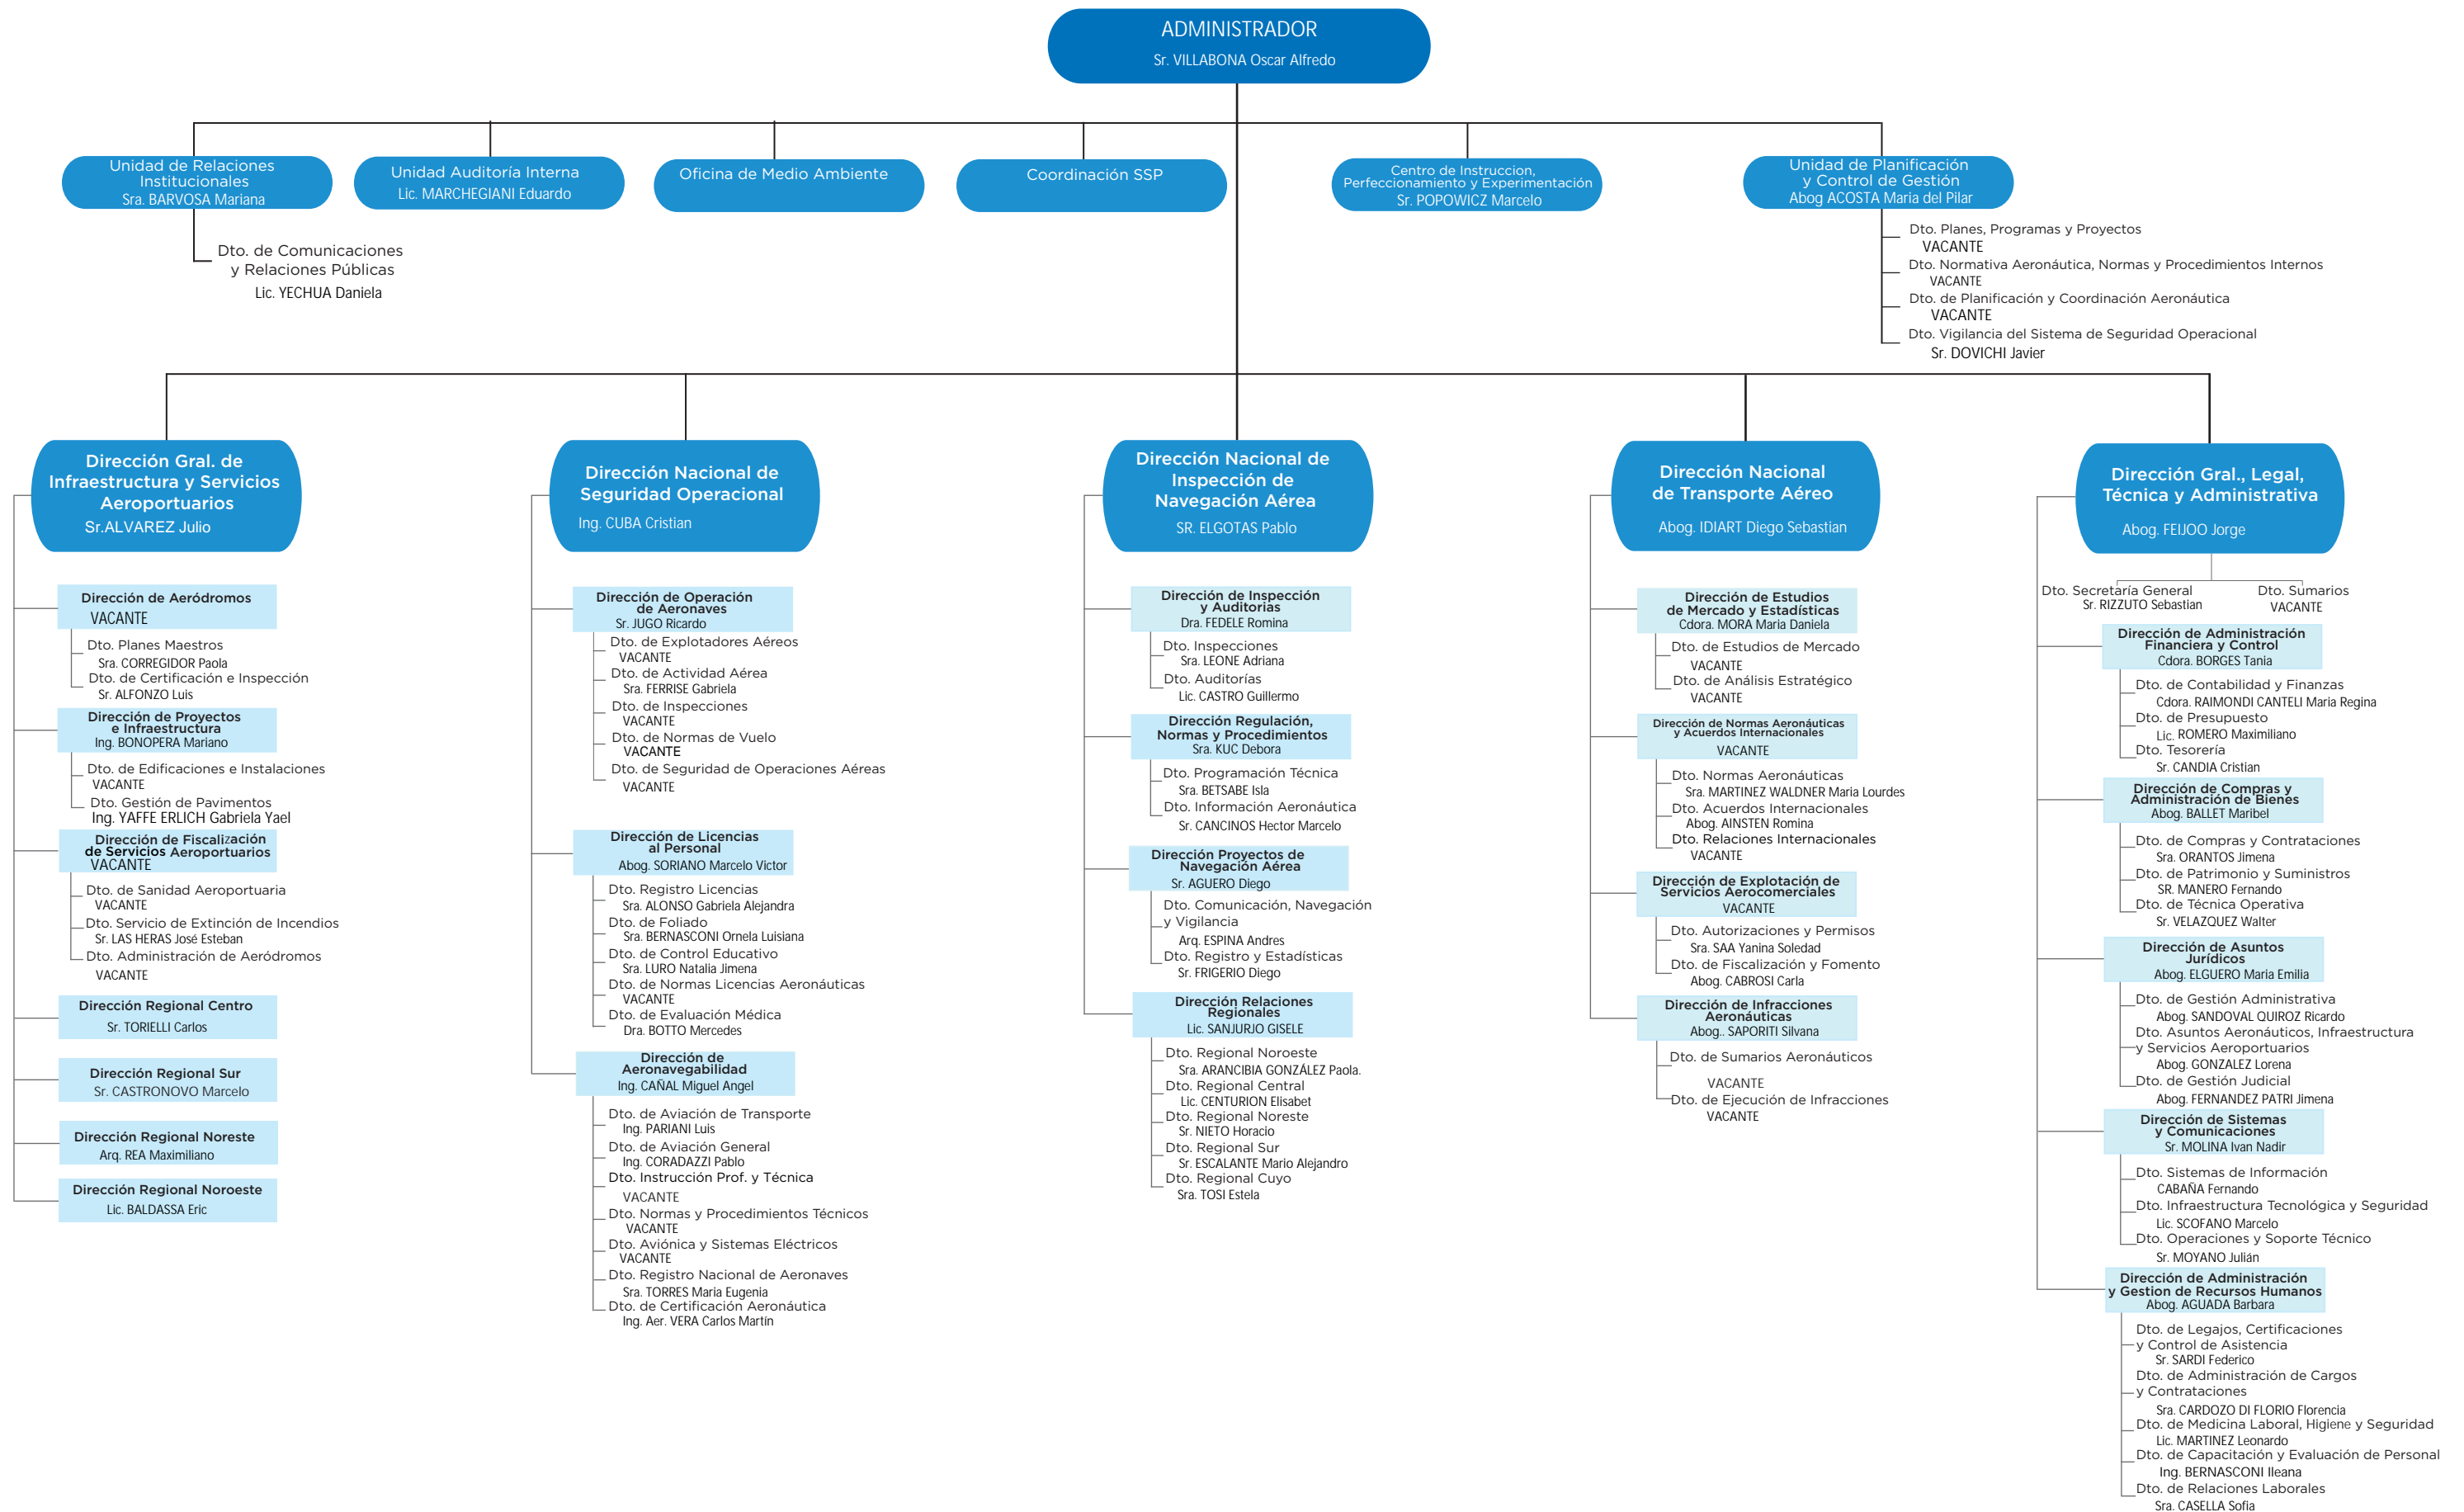 ADMINISTRADOR
Sr. VILLABONA Oscar Alfredo
Unidad de Relaciones
Institucionales
Sra. BARVOSA Mariana
Unidad Auditoría Interna
Lic. MARCHEGIANI Eduardo
Oficina de Medio Ambiente
Coordinación SSP
Centro de Instruccion,
Perfeccionamiento y Experimentación
Sr. POPOWICZ Marcelo
Unidad de Planificación
y Control de Gestión
Abog ACOSTA Maria del Pilar
Dto. de Comunicaciones
y Relaciones Públicas
Lic. YECHUA Daniela
Dto. Planes, Programas y Proyectos
VACANTE
Dto. Normativa Aeronáutica, Normas y Procedimientos Internos
VACANTE
Dto. de Planificación y Coordinación Aeronáutica
VACANTE
Dto. Vigilancia del Sistema de Seguridad Operacional
Sr. DOVICHI Javier
Dirección Gral. de
Infraestructura y Servicios
Aeroportuarios
Sr.ALVAREZ Julio
Dirección de Aeródromos
VACANTE
Dto. Planes Maestros
Sra. CORREGIDOR Paola
Dto. de Certificación e Inspección
Sr. ALFONZO Luis
Dirección de Proyectos
e Infraestructura
Ing. BONOPERA Mariano
Dto. de Edificaciones e Instalaciones
VACANTE
Dto. Gestión de Pavimentos
Ing. YAFFE ERLICH Gabriela Yael
Dirección de Fiscalización
de Servicios Aeroportuarios
VACANTE
Dto. de Sanidad Aeroportuaria
VACANTE
Dto. Servicio de Extinción de Incendios
Sr. LAS HERAS José Esteban
Dto. Administración de Aeródromos
VACANTE
Dirección Regional Centro
Sr. TORIELLI Carlos
Dirección Regional Sur
Sr. CASTRONOVO Marcelo
Dirección Regional Noreste
Arq. REA Maximiliano
Dirección Regional Noroeste
Lic. BALDASSA Eric
Dirección Nacional de
Seguridad Operacional
Ing. CUBA Cristian
Dirección de Operación
de Aeronaves
Sr. JUGO Ricardo
Dto. de Explotadores Aéreos
VACANTE
Dto. de Actividad Aérea
Sra. FERRISE Gabriela
Dto. de Inspecciones
VACANTE
Dto. de Normas de Vuelo
VACANTE
Dto. de Seguridad de Operaciones Aéreas
VACANTE
Dirección de Licencias
al Personal
Abog. SORIANO Marcelo Victor
Dto. Registro Licencias
Sra. ALONSO Gabriela Alejandra
Dto. de Foliado
Sra. BERNASCONI Ornela Luisiana
Dto. de Control Educativo
Sra. LURO Natalia Jimena
Dto. de Normas Licencias Aeronáuticas
VACANTE
Dto. de Evaluación Médica
Dra. BOTTO Mercedes
Dirección de
Aeronavegabilidad
Ing. CAÑAL Miguel Angel
Dto. de Aviación de Transporte
Ing. PARIANI Luis
Dto. de Aviación General
Ing. CORADAZZI Pablo
Dto. Instrucción Prof. y Técnica
VACANTE
Dto. Normas y Procedimientos Técnicos
VACANTE
Dto. Aviónica y Sistemas Eléctricos
VACANTE
Dto. Registro Nacional de Aeronaves
Sra. TORRES Maria Eugenia
Dto. de Certificación Aeronáutica
Ing. Aer. VERA Carlos Martín
Dirección Nacional de
Inspección de
Navegación Aérea
SR. ELGOTAS Pablo
Dirección de Inspección
y Auditorias
Dra. FEDELE Romina
Dto. Inspecciones
Sra. LEONE Adriana
Dto. Auditorías
Lic. CASTRO Guillermo
Dirección Regulación,
Normas y Procedimientos
Sra. KUC Debora
Dto. Programación Técnica
Sra. BETSABE Isla
Dto. Información Aeronáutica
Sr. CANCINOS Hector Marcelo
Dirección Proyectos de
Navegación Aérea
Sr. AGUERO Diego
Dto. Comunicación, Navegación
y Vigilancia
Arq. ESPINA Andres
Dto. Registro y Estadísticas
Sr. FRIGERIO Diego
Dirección Relaciones
Regionales
Lic. SANJURJO GISELE
Dto. Regional Noroeste
Sra. ARANCIBIA GONZÁLEZ Paola.
Dto. Regional Central
Lic. CENTURION Elisabet
Dto. Regional Noreste
Sr. NIETO Horacio
Dto. Regional Sur
Sr. ESCALANTE Mario Alejandro
Dto. Regional Cuyo
Sra. TOSI Estela
Dirección Nacional
de Transporte Aéreo
Abog. IDIART Diego Sebastian
Dirección de Estudios
de Mercado y Estadísticas
Cdora. MORA Maria Daniela
Dto. de Estudios de Mercado
VACANTE
Dto. de Análisis Estratégico
VACANTE
Dirección de Normas Aeronáuticas
y Acuerdos Internacionales
VACANTE
Dto. Normas Aeronáuticas
Sra. MARTINEZ WALDNER Maria Lourdes
Dto. Acuerdos Internacionales
Abog. AINSTEN Romina
Dto. Relaciones Internacionales
VACANTE
Dirección de Explotación de
Servicios Aerocomerciales
VACANTE
Dto. Autorizaciones y Permisos
Sra. SAA Yanina Soledad
Dto. de Fiscalización y Fomento
Abog. CABROSI Carla
Dirección de Infracciones
Aeronáuticas
Abog.. SAPORITI Silvana
Dto. de Sumarios Aeronáuticos
VACANTE
Dto. de Ejecución de Infracciones
VACANTE
Dirección Gral., Legal,
Técnica y Administrativa
Abog. FEIJOO Jorge
Dto. Secretaría General
Sr. RIZZUTO Sebastian
Dto. Sumarios
VACANTE
Dirección de Administración
Financiera y Control
Cdora. BORGES Tania
Dto. de Contabilidad y Finanzas
Cdora. RAIMONDI CANTELI Maria Regina
Dto. de Presupuesto
Lic. ROMERO Maximiliano
Dto. Tesorería
Sr. CANDIA Cristian
Dirección de Compras y
Administración de Bienes
Abog. BALLET Maribel
Dto. de Compras y Contrataciones
Sra. ORANTOS Jimena
Dto. de Patrimonio y Suministros
SR. MANERO Fernando
Dto. de Técnica Operativa
Sr. VELAZQUEZ Walter
Dirección de Asuntos
Jurídicos
Abog. ELGUERO Maria Emilia
Dto. de Gestión Administrativa
Abog. SANDOVAL QUIROZ Ricardo
Dto. Asuntos Aeronáuticos, Infraestructura
y Servicios Aeroportuarios
Abog. GONZALEZ Lorena
Dto. de Gestión Judicial
Abog. FERNANDEZ PATRI Jimena
Dirección de Sistemas
y Comunicaciones
Sr. MOLINA Ivan Nadir
Dto. Sistemas de Información
CABAÑA Fernando
Dto. Infraestructura Tecnológica y Seguridad
Lic. SCOFANO Marcelo
Dto. Operaciones y Soporte Técnico
Sr. MOYANO Julián
Dirección de Administración
y Gestion de Recursos Humanos
Abog. AGUADA Barbara
Dto. de Legajos, Certificaciones
y Control de Asistencia
Sr. SARDI Federico
Dto. de Administración de Cargos
y Contrataciones
Sra. CARDOZO DI FLORIO Florencia
Dto. de Medicina Laboral, Higiene y Seguridad
Lic. MARTINEZ Leonardo
Dto. de Capacitación y Evaluación de Personal
Ing. BERNASCONI Ileana
Dto. de Relaciones Laborales
Sra. CASELLA Sofia